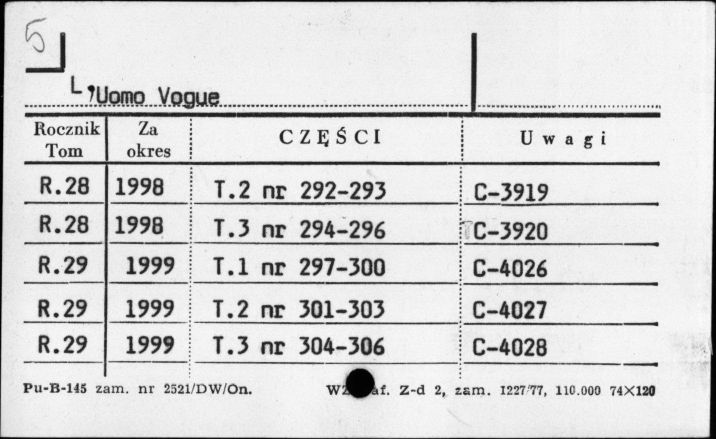 5
L'Uomo Vogue
Rocznik Tom Za okres CZĘŚCI Uwagi
R.28 1998 T.2 nr 292-293 C-3919
R.28 1998 T.3 nr 294-296 C-3920
R.29 1999 T.1 nr 297-300 C-4026
R.29 1999 T.2 nr 301-303 C-4027
R.29 1999 T.3 nr 304-306 C-4028
Pu-B-145 zam. nr 2521/DW/On. Z-d 2, zam. 1227/77, 110.000 74×120